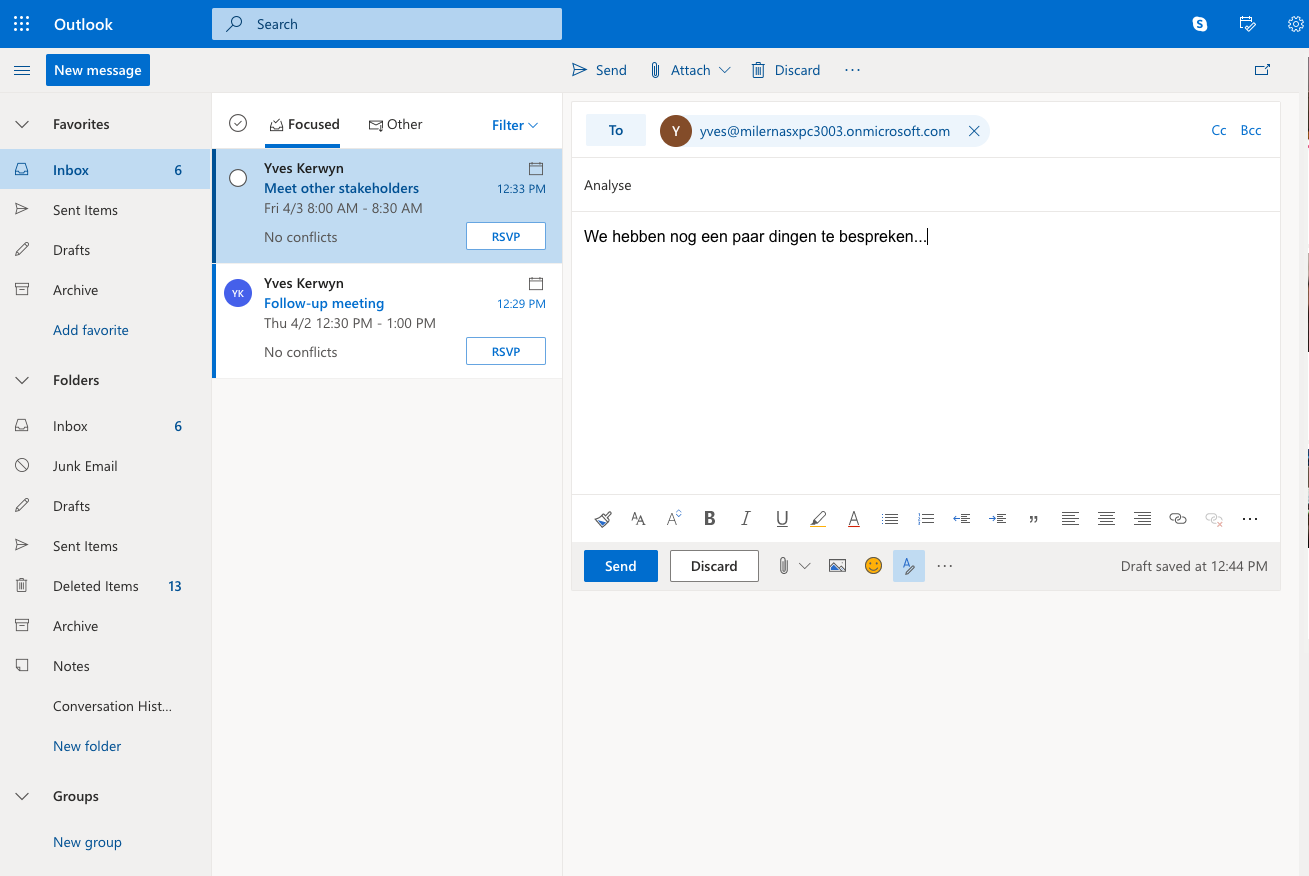 Outlook
Search
New message
Send
Attach
Discard
Favorites
Inbox 6
Sent Items
Drafts
Archive
Add favorite
Folders
Inbox 6
Junk Email
Drafts
Sent Items
Deleted Items 13
Archive
Notes
Conversation Hist...
New folder
Groups
New group
Focused
Other
Filter
Yves Kerwyn
Meet other stakeholders 12:33 PM
Fri 4/3 8:00 AM - 8:30 AM
No conflicts RSVP
YK
Yves Kerwyn
Follow-up meeting 12:29 PM
Thu 4/2 12:30 PM - 1:00 PM
No conflicts RSVP
To Y yves@milernasxpc3003.onmicrosoft.com Cc Bcc
Analyse
We hebben nog een paar dingen te bespreken...
Send Discard Draft saved at 12:44 PM